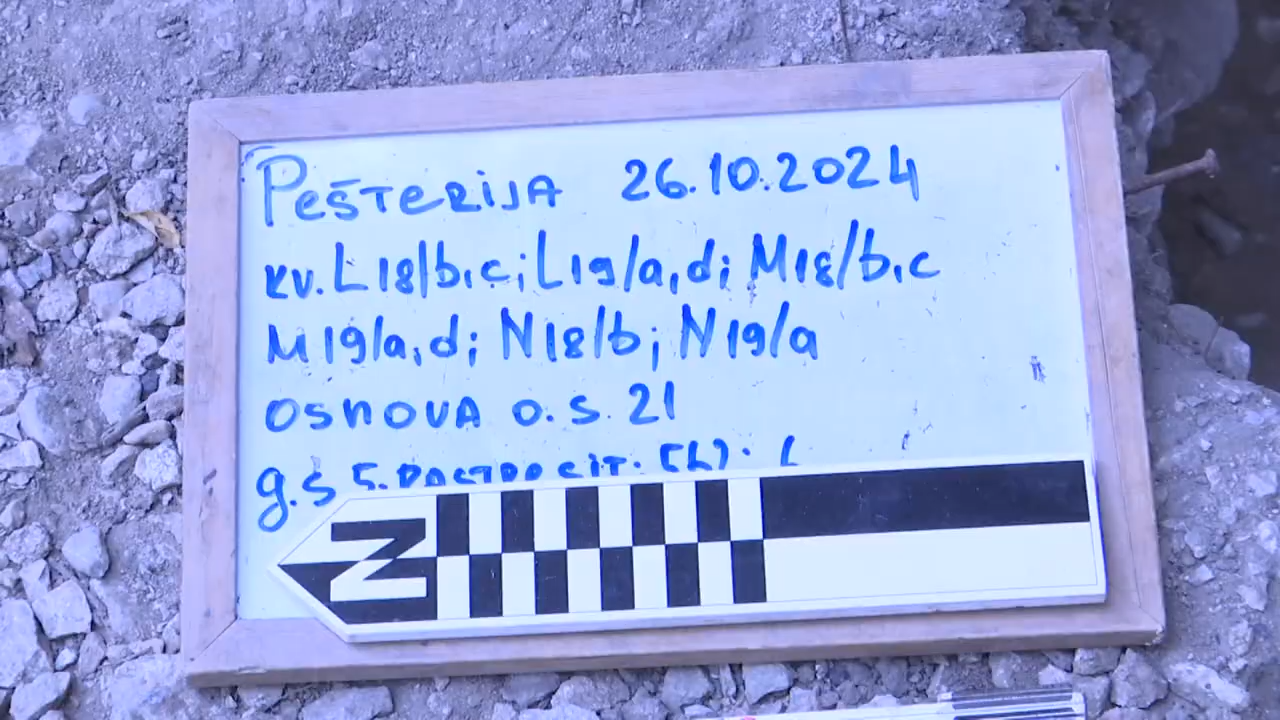 PEŠTERIJA 26.10.2024
kv. L18/b,c; L19/a,d; M18/b,c
M19/a,d; N18/b; N19/a
OSNOVA O.S. 21
g.š
N